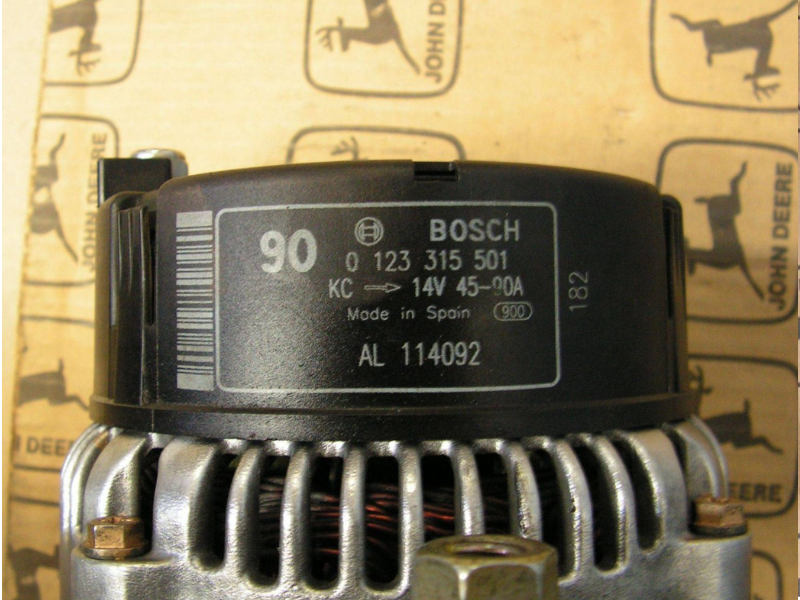 90 BOSCH
0 123 315 501
KC → 14V 45-90A
Made in Spain 900
AL 114092
182
JOHN DEERE
JOHN DEERE
JOHN DEERE
JOHN DEERE
DEERE